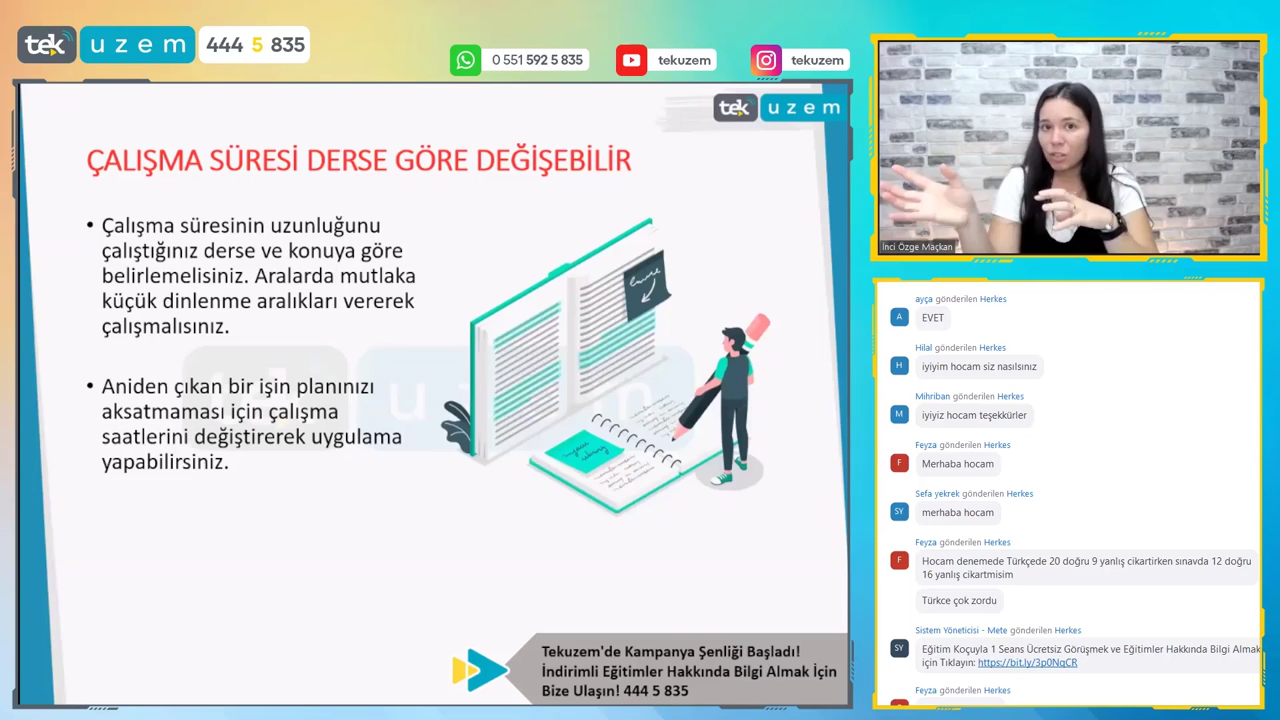 tek uzem 444 5 835
0 551 592 5 835
tekuzem
tekuzem
tek uzem
ÇALIŞMA SÜRESİ DERSE GÖRE DEĞİŞEBİLİR
• Çalışma süresinin uzunluğunu
çalıştığınız derse ve konuya göre
belirlemelisiniz. Aralarda mutlaka
küçük dinlenme aralıkları vererek
çalışmalısınız.
• Aniden çıkan bir işin planınızı
aksatmaması için çalışma
saatlerini değiştirerek uygulama
yapabilirsiniz.
Tekuzem'de Kampanya Şenliği Başladı!
İndirimli Eğitimler Hakkında Bilgi Almak İçin
Bize Ulaşın! 444 5 835
İnci Özge Maçkan
ayça gönderilen Herkes
A
EVET
Hilal gönderilen Herkes
H
iyiyim hocam siz nasılsınız
Mihriban gönderilen Herkes
M
iyiyiz hocam teşekkürler
Feyza gönderilen Herkes
F
Merhaba hocam
Sefa yekrek gönderilen Herkes
SY
merhaba hocam
Feyza gönderilen Herkes
F
Hocam denemede Türkçede 20 doğru 9 yanlış cikartirken sınavda 12 doğru
16 yanlış cikartmisim
Türkce çok zordu
Sistem Yöneticisi - Mete gönderilen Herkes
SY
Eğitim Koçuyla 1 Seans Ücretsiz Görüşmek ve Eğitimler Hakkında Bilgi Almak
için Tıklayın: https://bit.ly/3p0NqCR
Feyza gönderilen Herkes